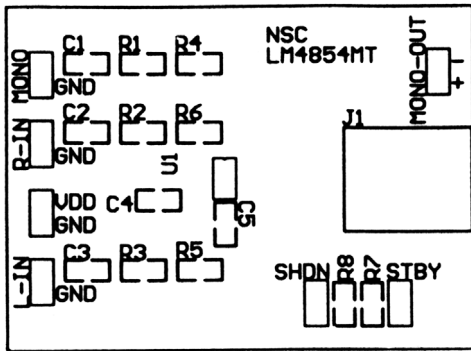 C1 R1 R4
NSC
LM4854MT
MONO
GND
MONO-OUT
-
+
C2 R2 R6
R-IN
GND
J1
U1
VDD
GND
C4
C5
C3 R3 R5
L-IN
GND
SHDN R8 R7 STBY